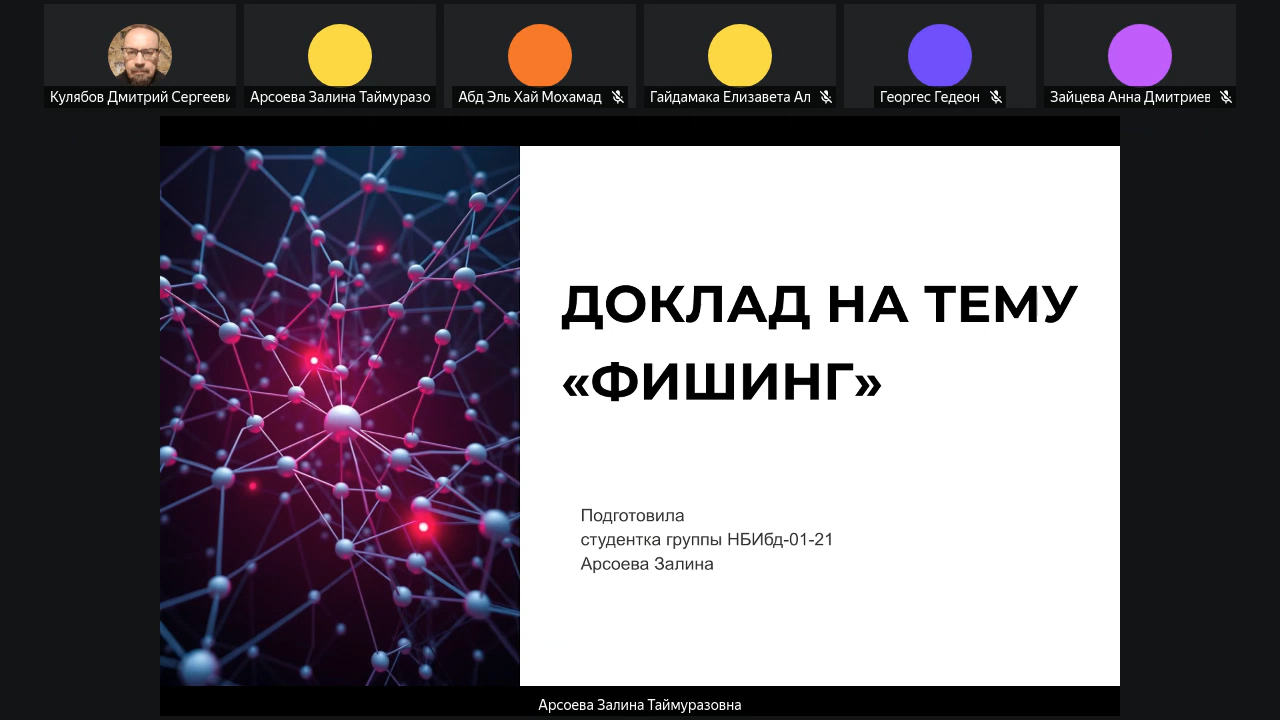 Кулябов Дмитрий Сергееви
Арсоева Залина Таймуразо
Абд Эль Хай Мохамад
Гайдамака Елизавета Ал
Георгес Гедеон
Зайцева Анна Дмитриев
ДОКЛАД НА ТЕМУ
«ФИШИНГ»
Подготовила
студентка группы НБИбд-01-21
Арсоева Залина
Арсоева Залина Таймуразовна